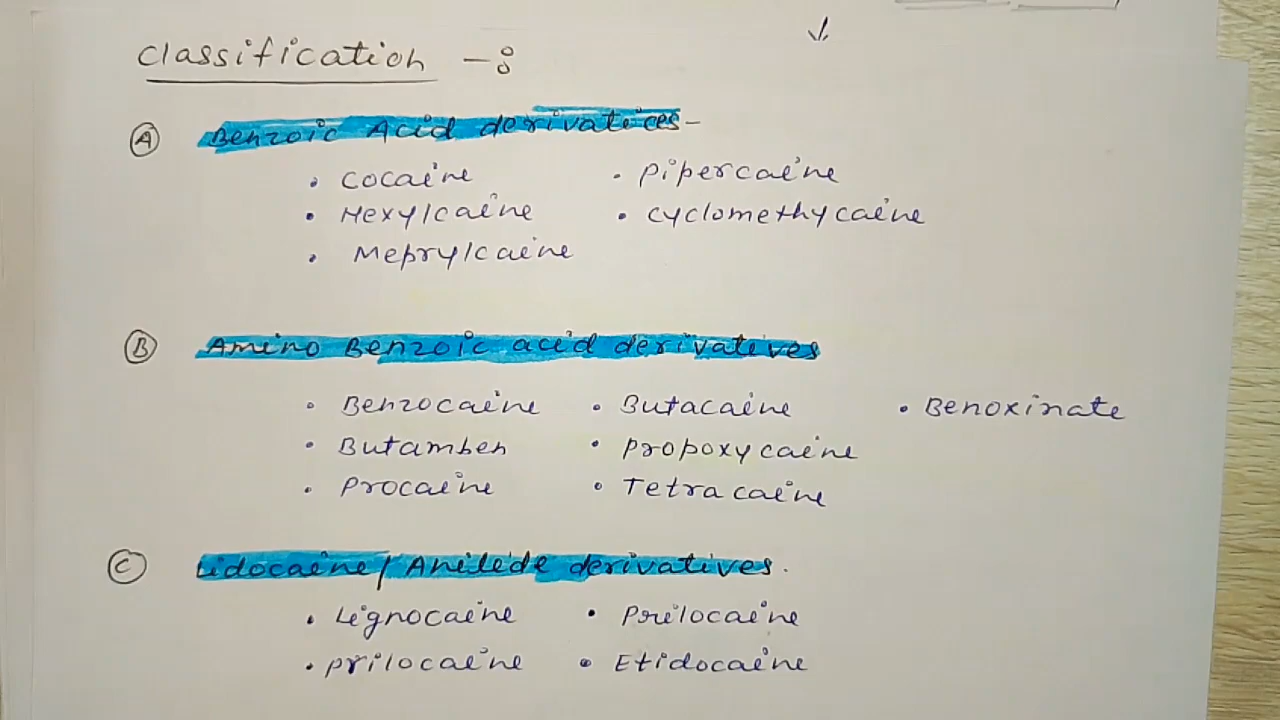 Classification -:
(A) Benzoic Acid derivatices-
• Cocaine • Pipercaine
• Hexylcaine • Cyclomethycaine
• Meprylcaine
(B) Amino Benzoic acid derivatives
• Benzocaine • Butacaine • Benoxinate
• Butamben • Propoxycaine
• Procaine • Tetracaine
(C) Lidocaine/Anilide derivatives.
• Lignocaine • Prilocaine
• Prilocaine • Etidocaine